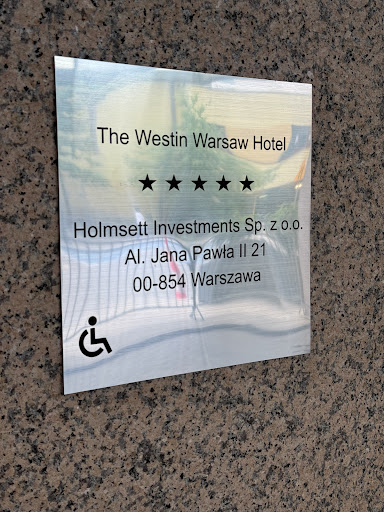 The Westin Warsaw Hotel
★ ★ ★ ★ ★
Holmsett Investments Sp. z o.o.
Al. Jana Pawła II 21
00-854 Warszawa